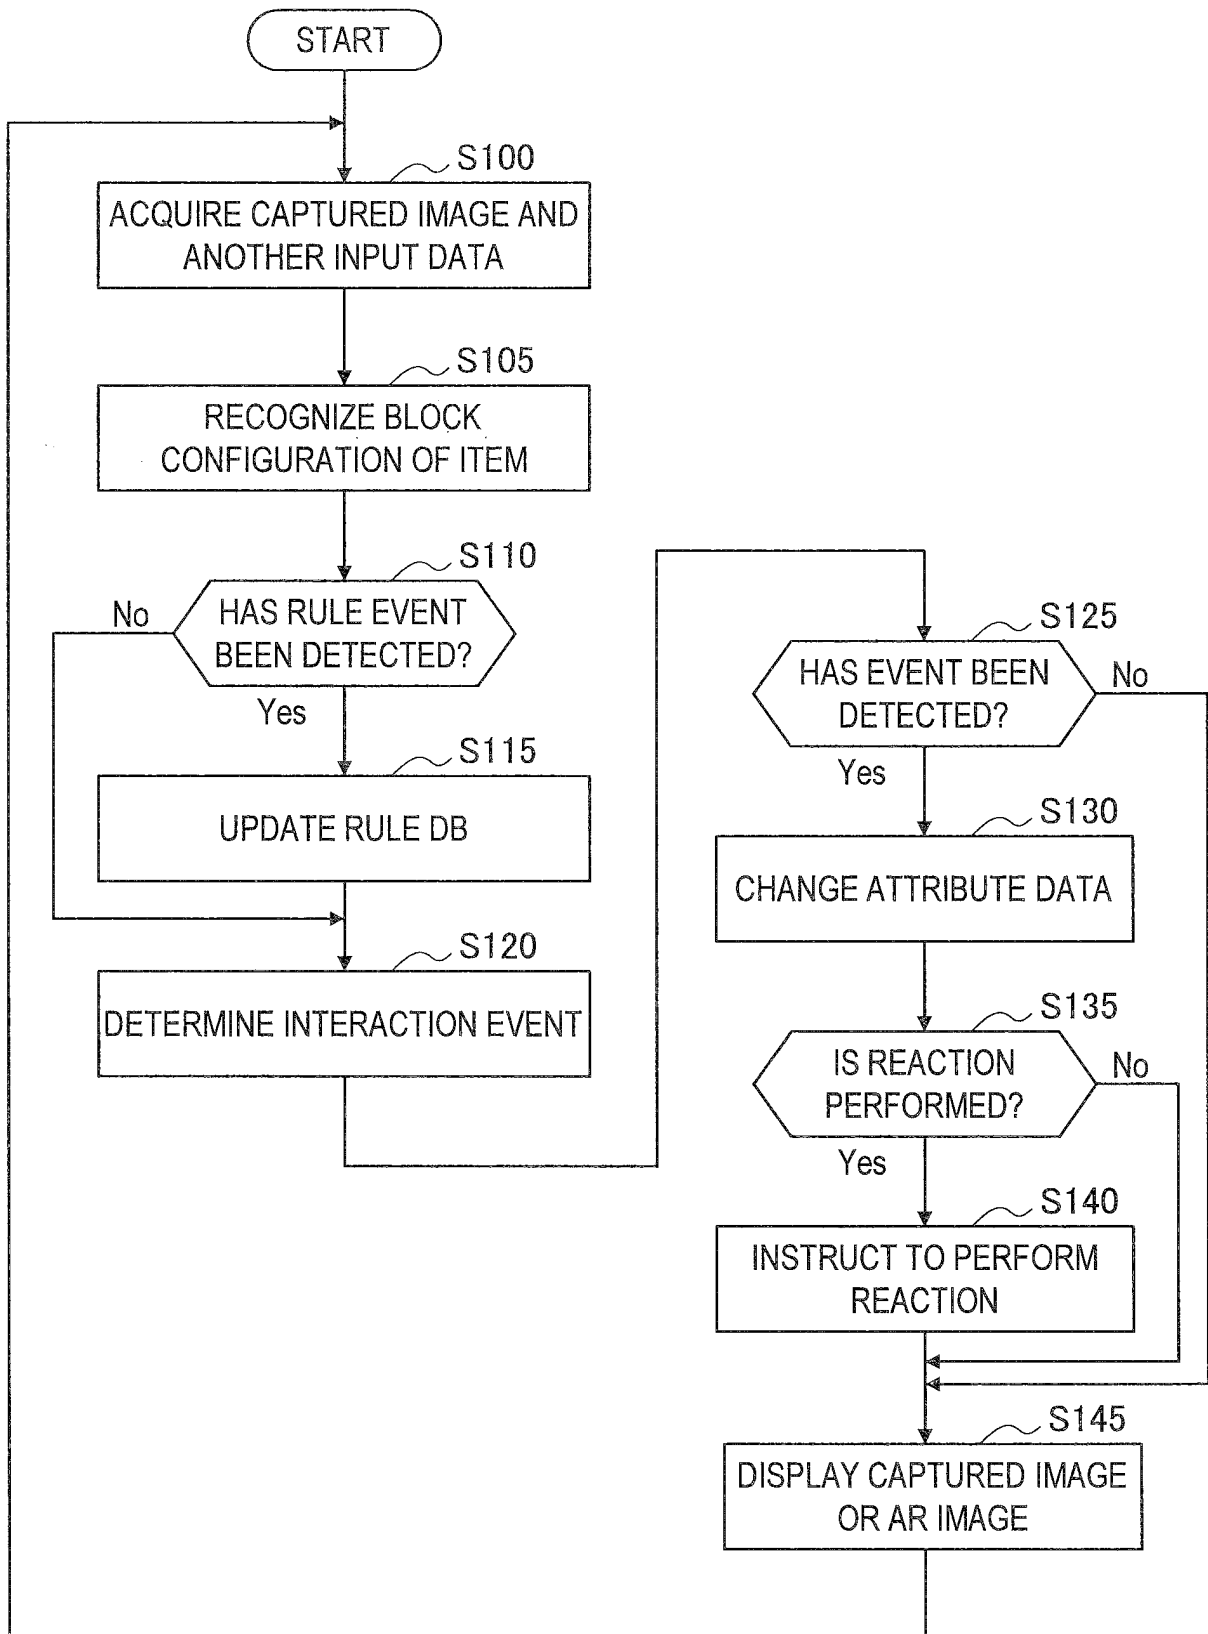 START
S100
ACQUIRE CAPTURED IMAGE AND
ANOTHER INPUT DATA
S105
RECOGNIZE BLOCK
CONFIGURATION OF ITEM
S110
HAS RULE EVENT
BEEN DETECTED?
No
Yes
S115
UPDATE RULE DB
S120
DETERMINE INTERACTION EVENT
S125
HAS EVENT BEEN
DETECTED?
No
Yes
S130
CHANGE ATTRIBUTE DATA
S135
IS REACTION
PERFORMED?
No
Yes
S140
INSTRUCT TO PERFORM
REACTION
S145
DISPLAY CAPTURED IMAGE
OR AR IMAGE